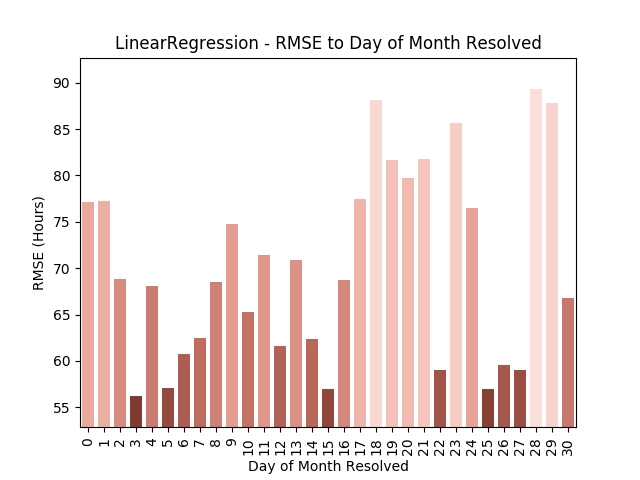 LinearRegression - RMSE to Day of Month Resolved
90
85
80
75
70
65
60
55
RMSE (Hours)
0 1 2 3 4 5 6 7 8 9 10 11 12 13 14 15 16 17 18 19 20 21 22 23 24 25 26 27 28 29 30
Day of Month Resolved